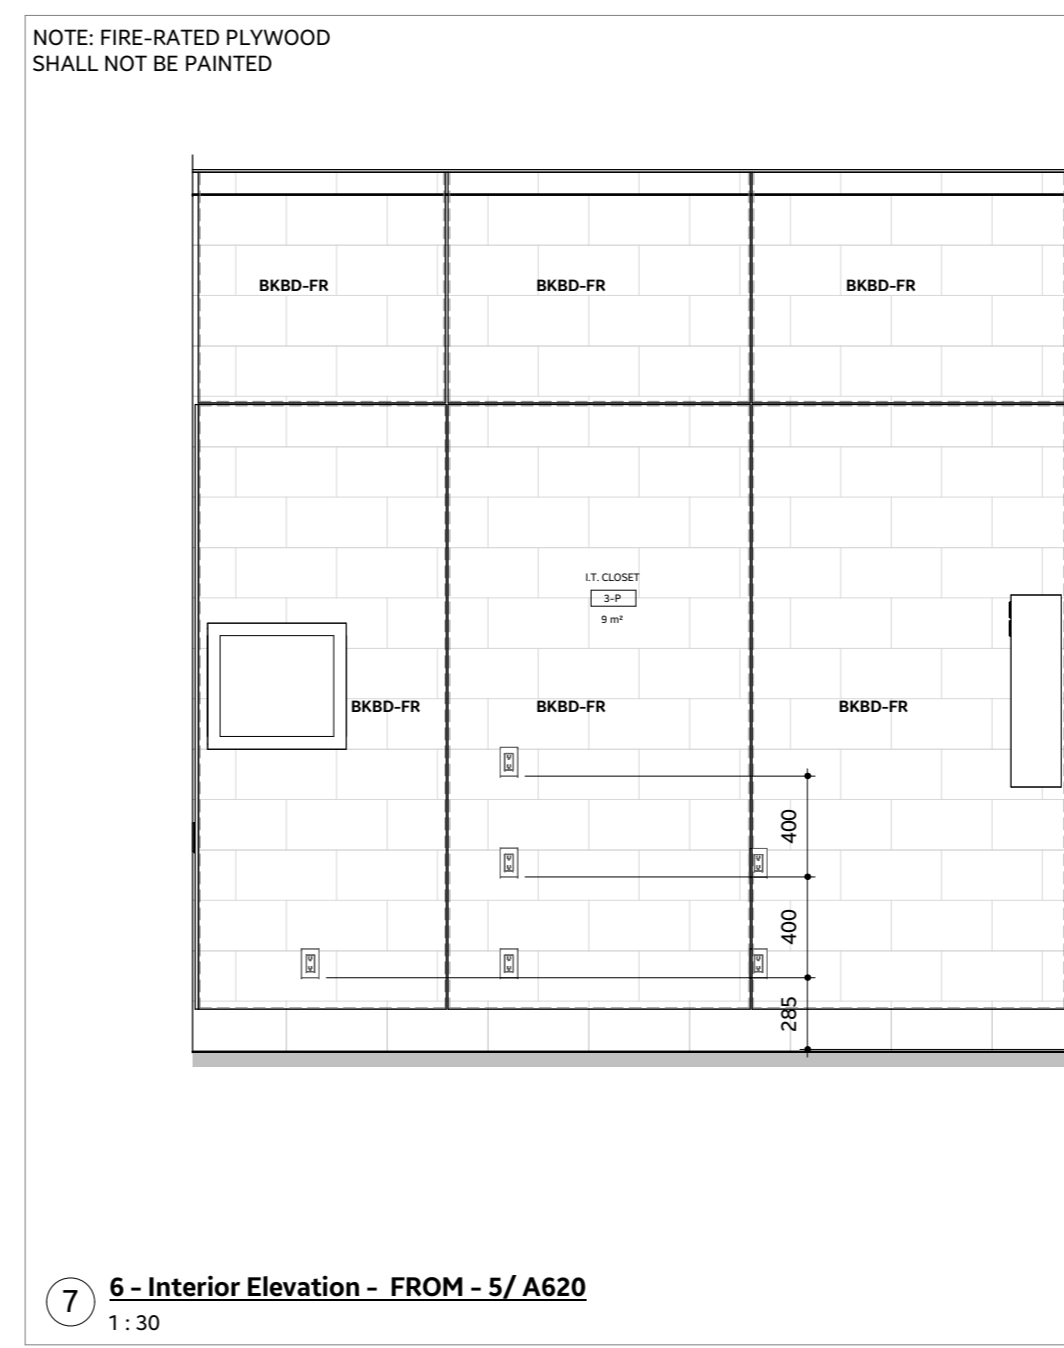 NOTE: FIRE-RATED PLYWOOD
SHALL NOT BE PAINTED
BKBD-FR
BKBD-FR
BKBD-FR
I.T. CLOSET
3-P
9 m²
BKBD-FR
BKBD-FR
BKBD-FR
400
400
285
7
6 - Interior Elevation - FROM - 5/ A620
1 : 30